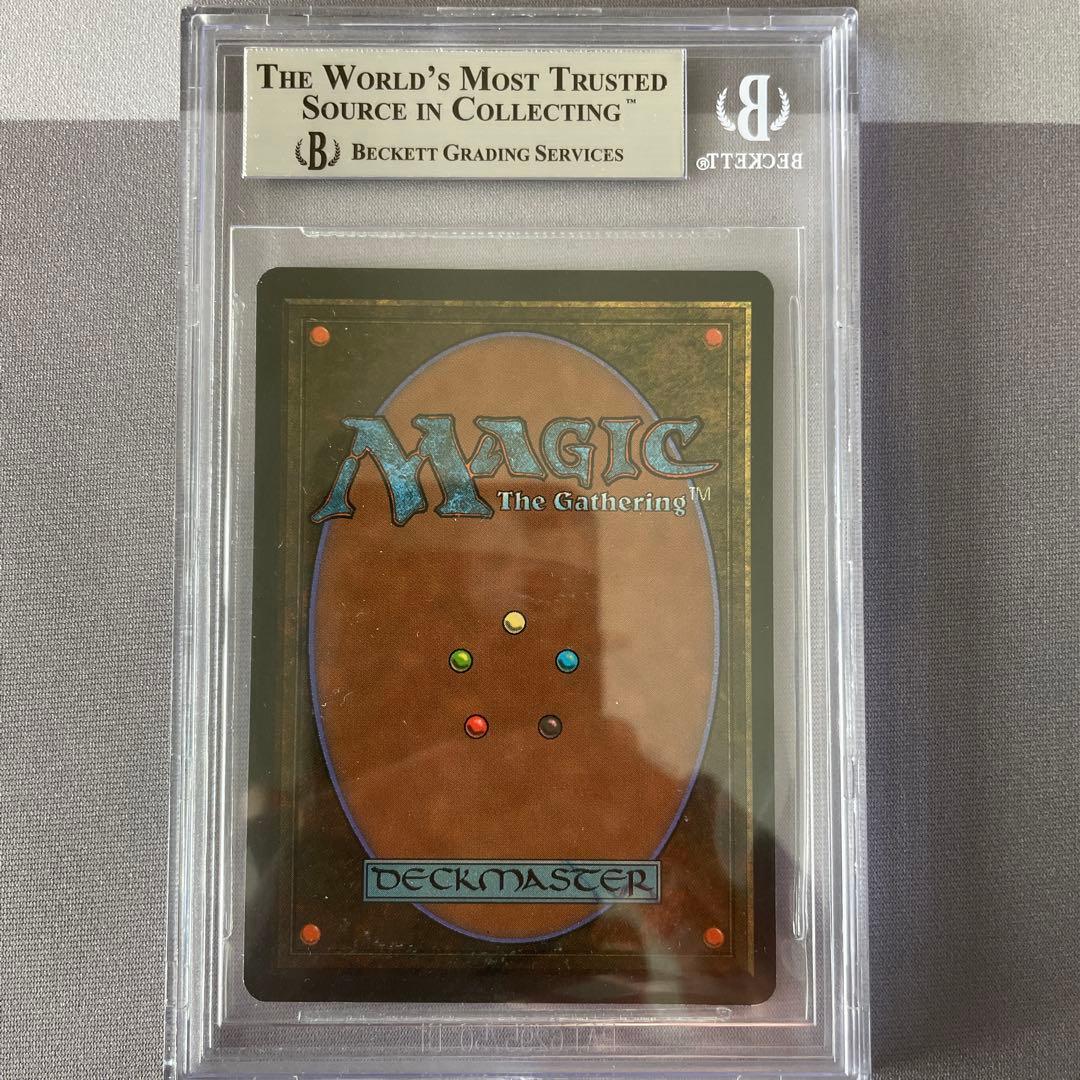 THE WORLD'S MOST TRUSTED
SOURCE IN COLLECTING™
B BECKETT GRADING SERVICES
B
BECKETT®
MAGIC
The Gathering™
DECKMASTER